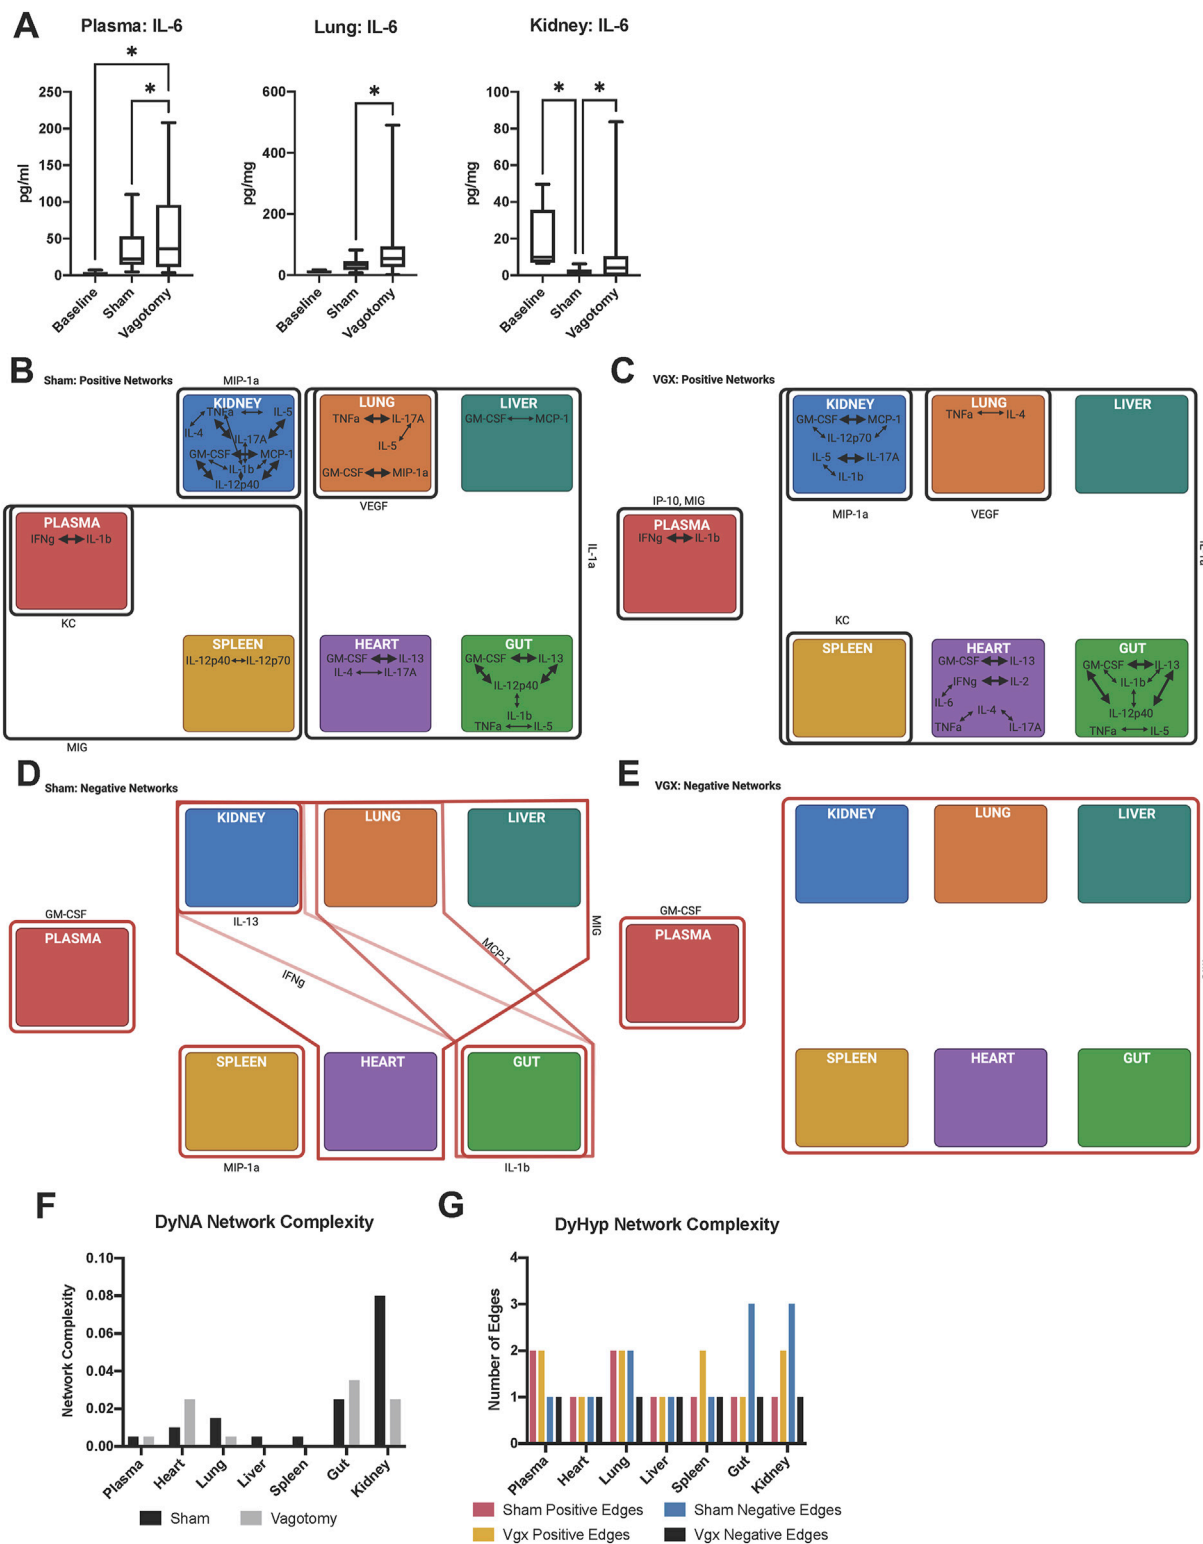 A
Plasma: IL-6
Lung: IL-6
Kidney: IL-6
*
*
*
*
*
pg/ml
250
200
150
100
50
0
Baseline
Sham
Vagotomy
pg/mg
600
400
200
0
Baseline
Sham
Vagotomy
pg/mg
100
80
60
40
20
0
Baseline
Sham
Vagotomy
B
Sham: Positive Networks
MIP-1a
KIDNEY
TNFa
IL-5
IL-4
IL-17A
GM-CSF
MCP-1
IL-1b
IL-12p40
LUNG
TNFa
IL-17A
IL-5
GM-CSF
MIP-1a
VEGF
LIVER
GM-CSF
MCP-1
PLASMA
IFNg
IL-1b
KC
IL-1a
SPLEEN
IL-12p40
IL-12p70
MIG
HEART
GM-CSF
IL-13
IL-4
IL-17A
GUT
GM-CSF
IL-13
IL-12p40
IL-1b
TNFa
IL-5
C
VGX: Positive Networks
KIDNEY
GM-CSF
MCP-1
IL-12p70
IL-5
IL-17A
IL-1b
MIP-1a
LUNG
TNFa
IL-4
VEGF
LIVER
IP-10, MIG
PLASMA
IFNg
IL-1b
KC
SPLEEN
HEART
GM-CSF
IL-13
IFNg
IL-2
IL-6
IL-4
TNFa
IL-17A
GUT
GM-CSF
IL-13
IL-1b
IL-12p40
TNFa
IL-5
D
Sham: Negative Networks
KIDNEY
LUNG
LIVER
IL-13
GM-CSF
PLASMA
IFNg
MCP-1
MIG
SPLEEN
HEART
GUT
MIP-1a
IL-1b
E
VGX: Negative Networks
KIDNEY
LUNG
LIVER
GM-CSF
PLASMA
SPLEEN
HEART
GUT
F
DyNA Network Complexity
Network Complexity
0.10
0.08
0.06
0.04
0.02
0.00
Plasma
Heart
Lung
Liver
Spleen
Gut
Kidney
Sham
Vagotomy
G
DyHyp Network Complexity
Number of Edges
4
3
2
1
0
Plasma
Heart
Lung
Liver
Spleen
Gut
Kidney
Sham Positive Edges
Sham Negative Edges
Vgx Positive Edges
Vgx Negative Edges